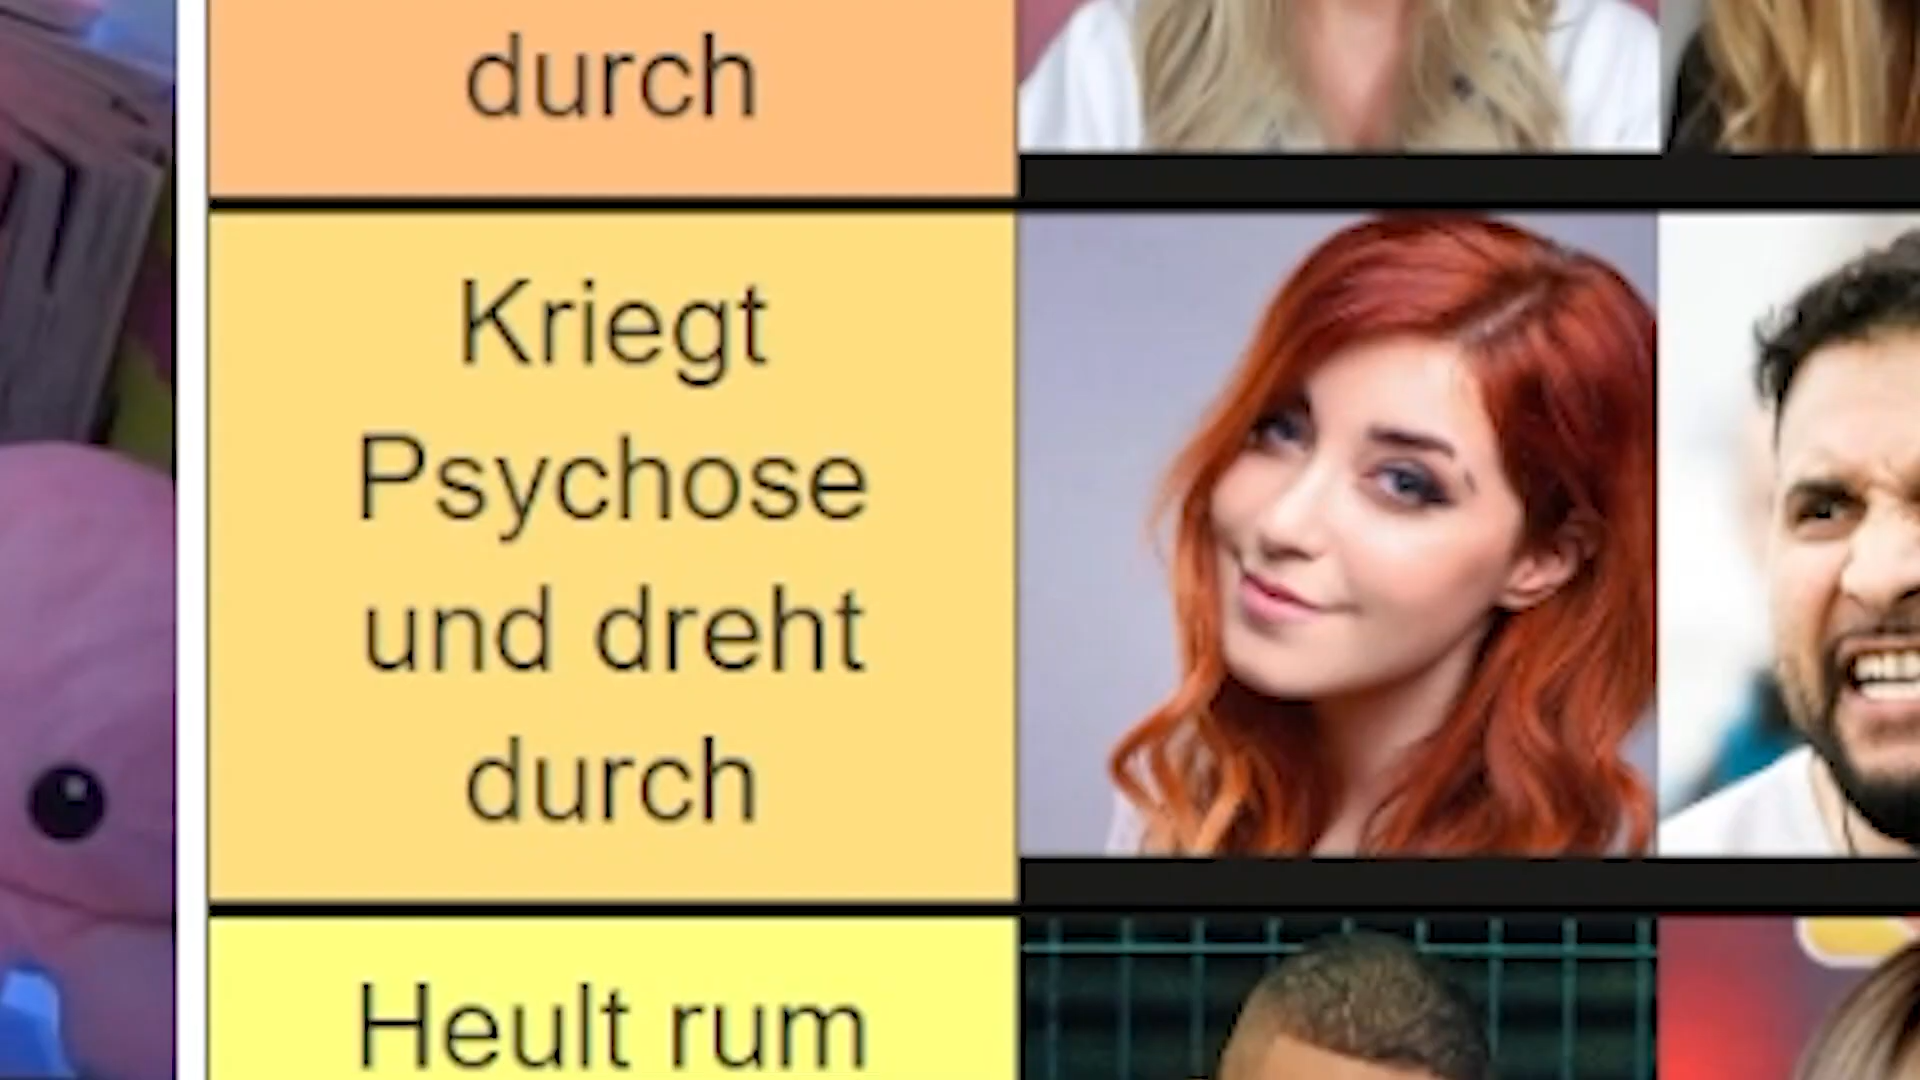 durch
Kriegt
Psychose
und dreht
durch
Heult rum